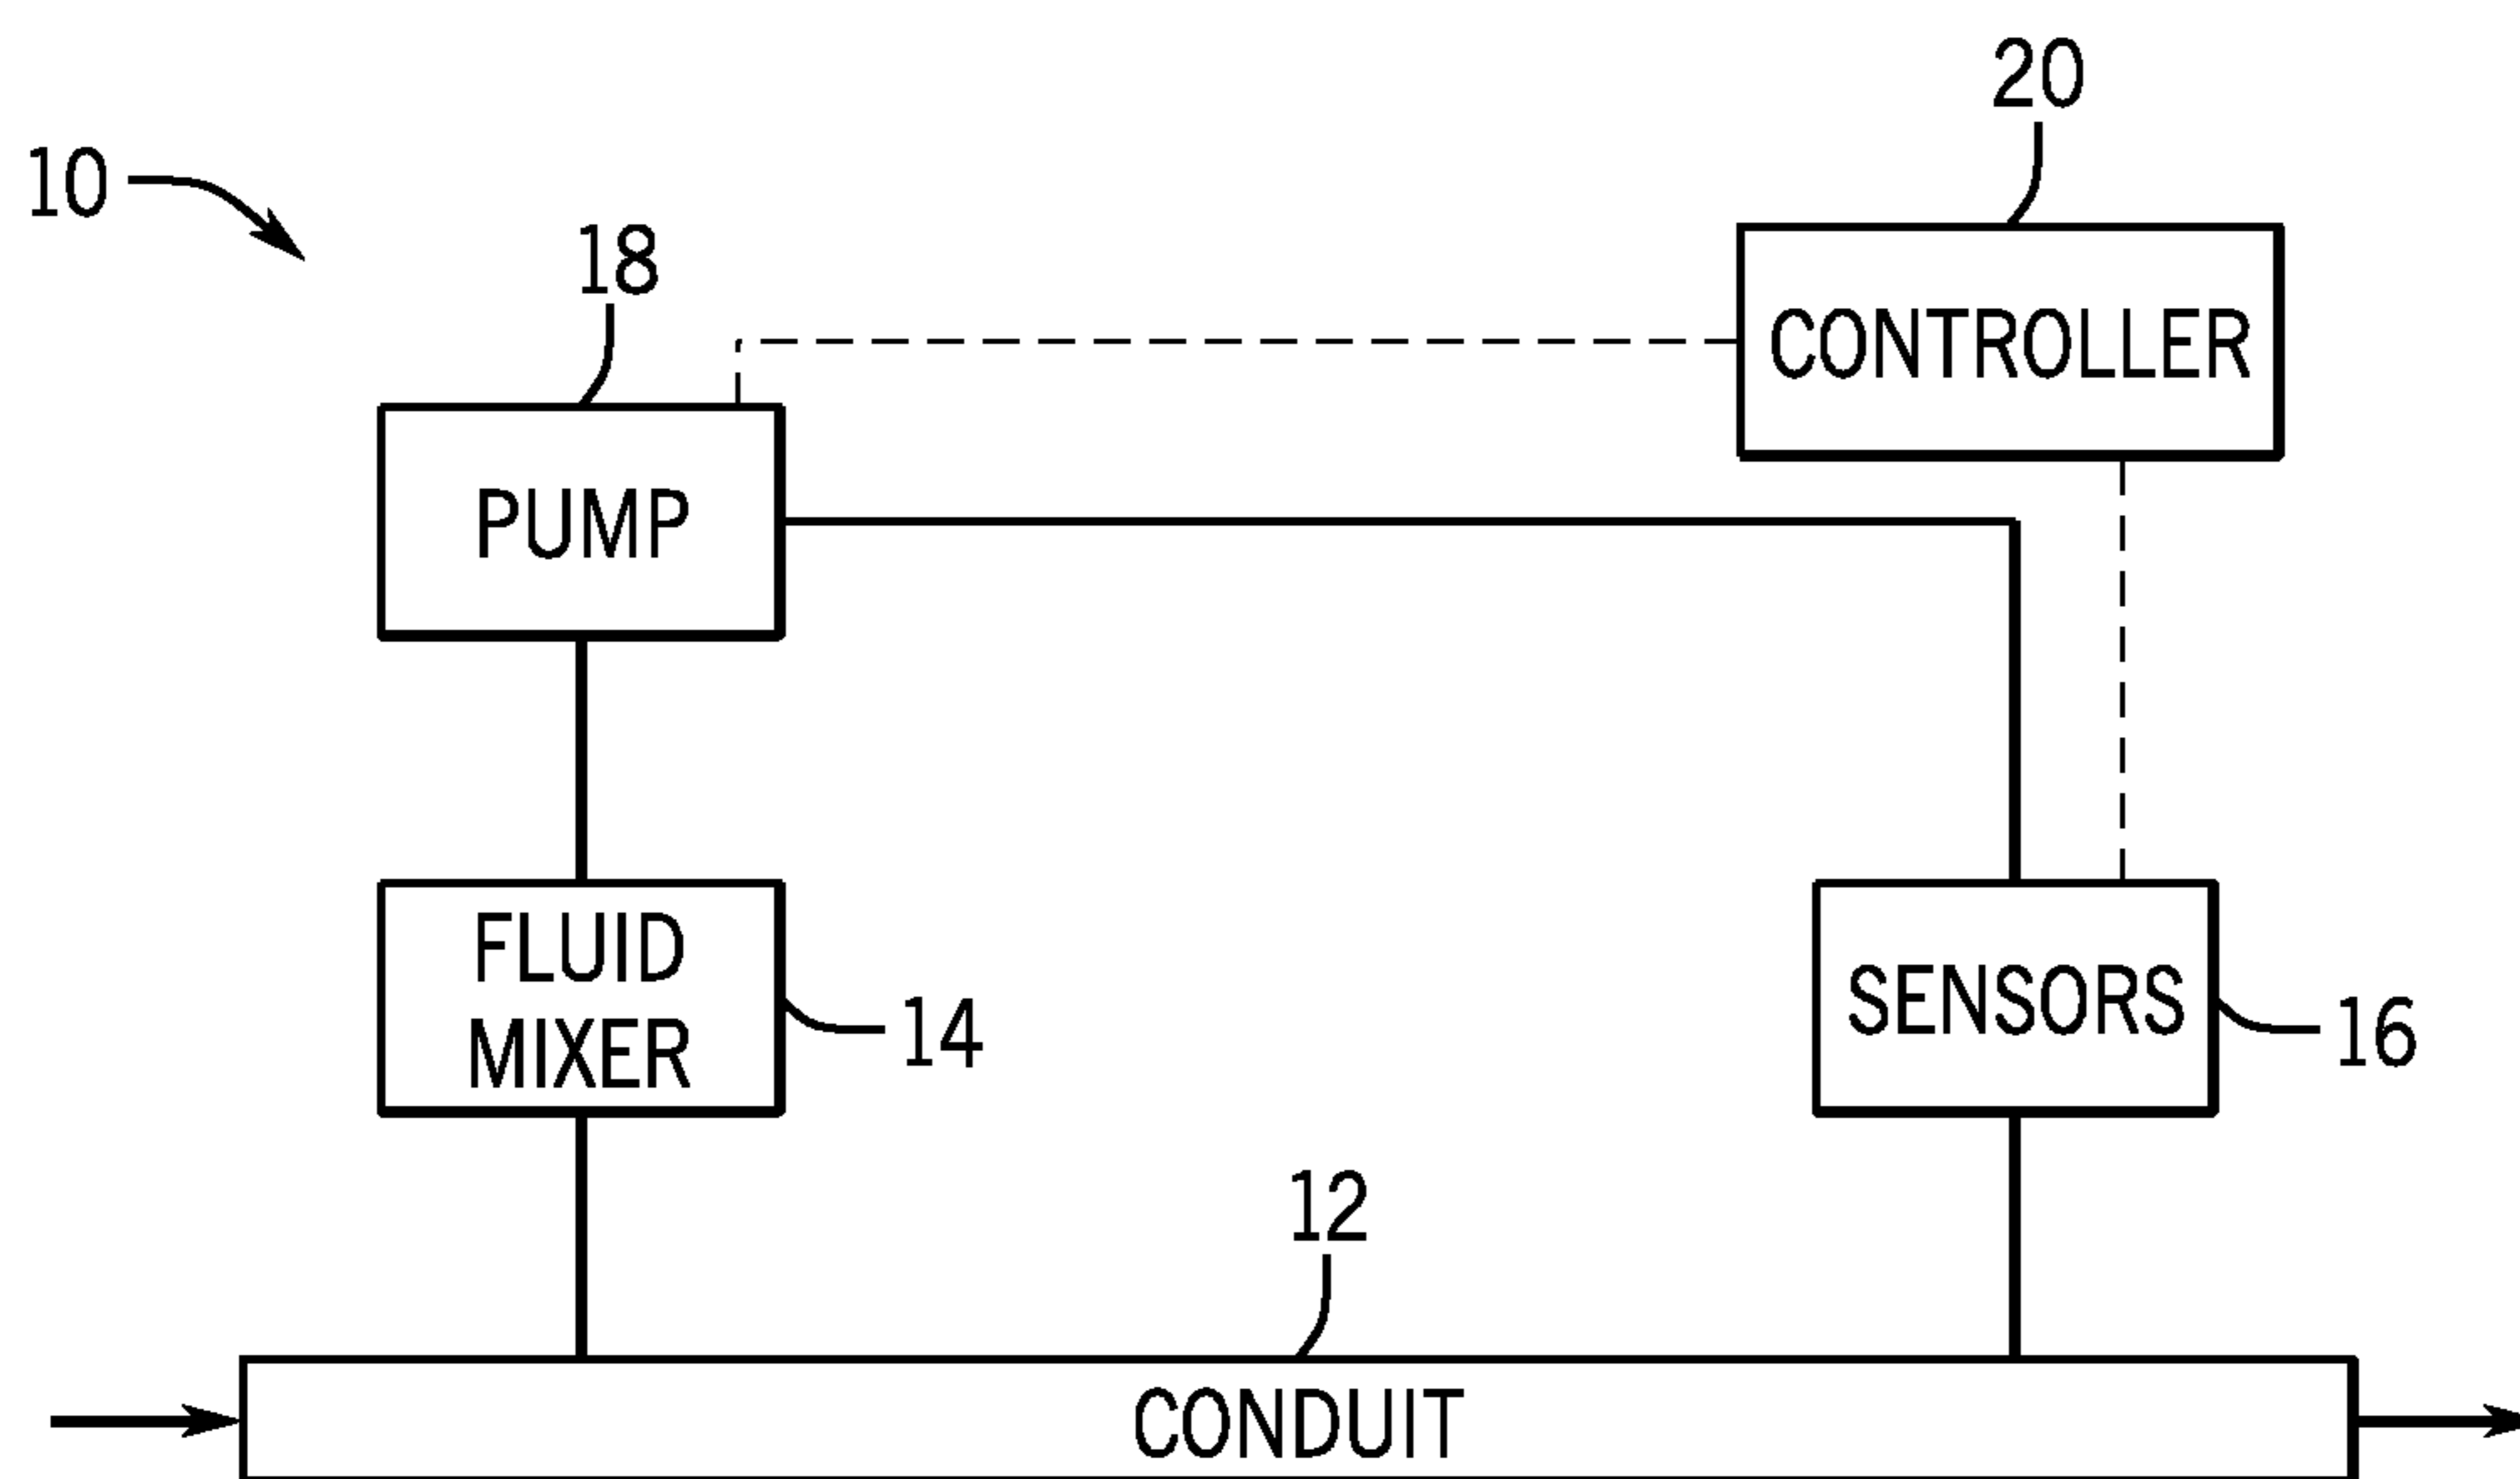 20
10
18
CONTROLLER
PUMP
FLUID
MIXER
14
SENSORS
16
12
CONDUIT